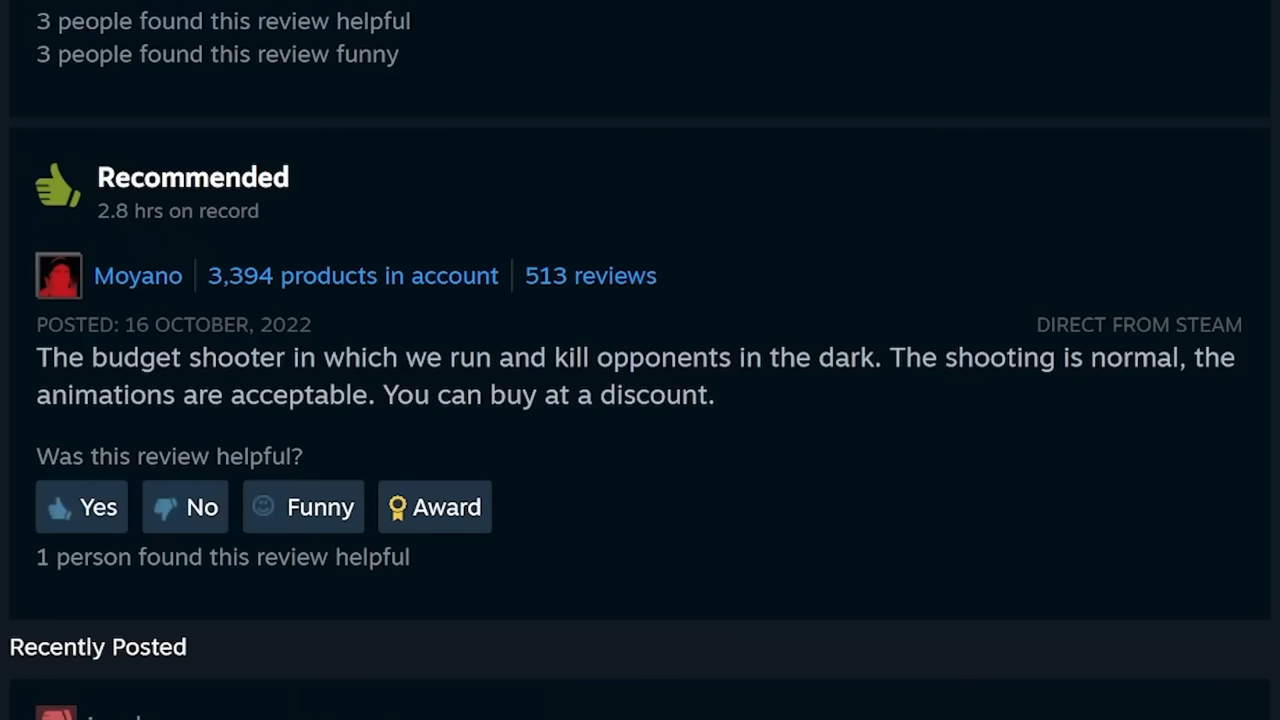 3 people found this review helpful
3 people found this review funny
Recommended
2.8 hrs on record
Moyano 3,394 products in account 513 reviews
POSTED: 16 OCTOBER, 2022 DIRECT FROM STEAM
The budget shooter in which we run and kill opponents in the dark. The shooting is normal, the
animations are acceptable. You can buy at a discount.
Was this review helpful?
Yes No Funny Award
1 person found this review helpful
Recently Posted